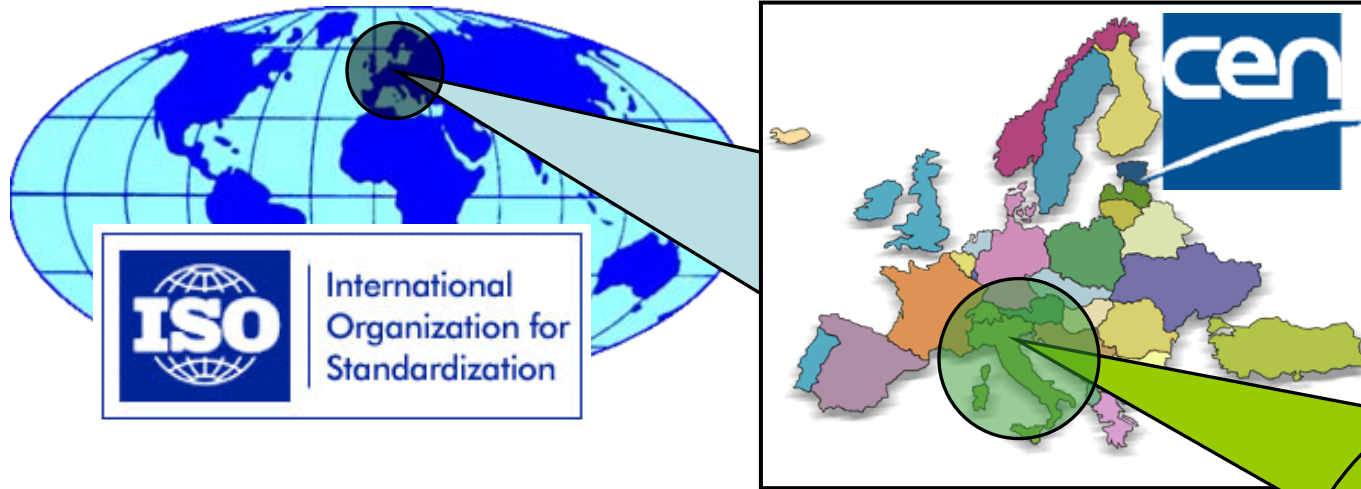 ISO
International
Organization for
Standardization
cen